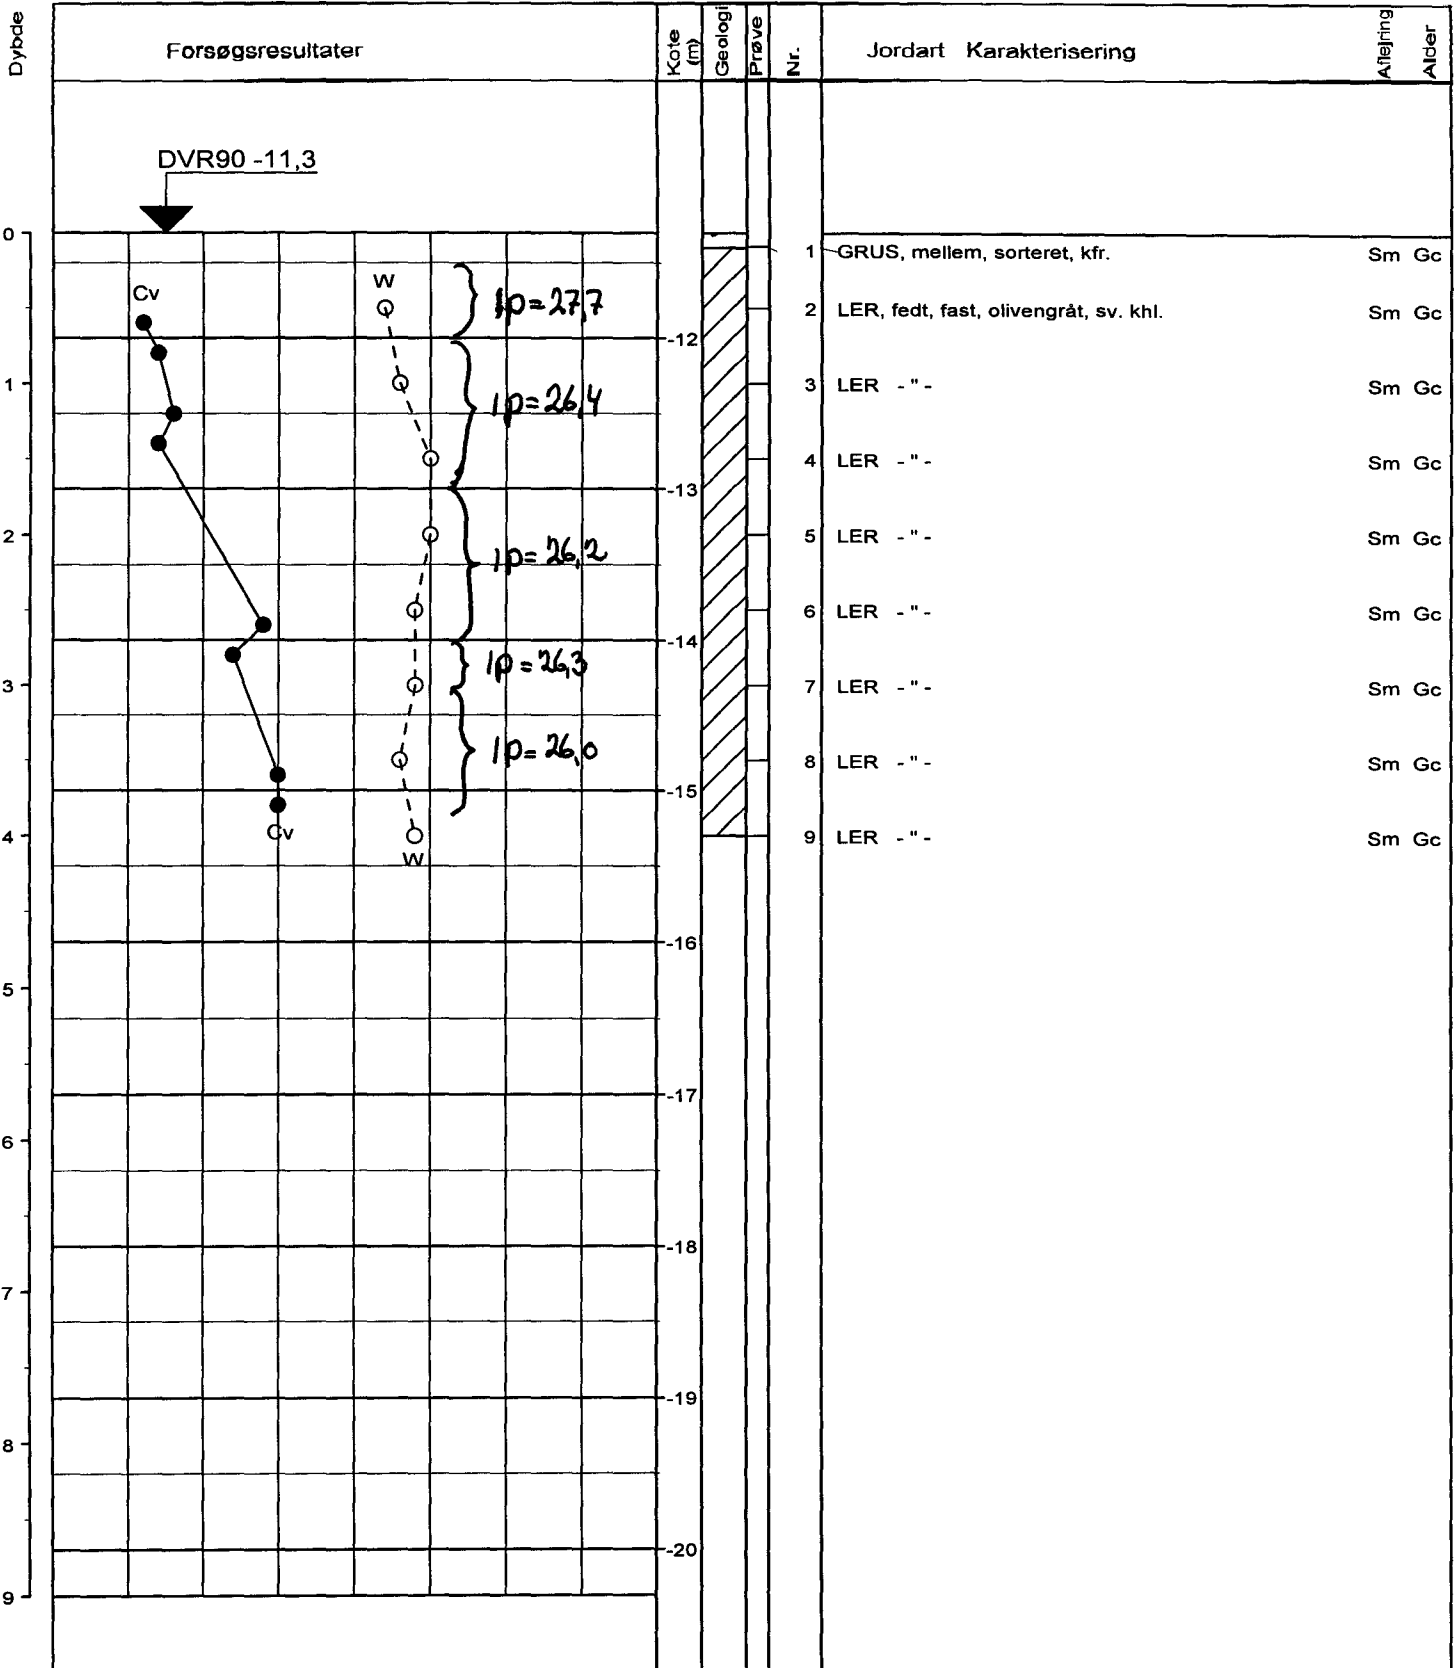 Dybde Forsøgsresultater Kote (m) Geologi Prøve Nr. Jordart Karakterisering Aflejring Alder
DVR90 -11,3
0
1 GRUS, mellem, sorteret, kfr. Sm Gc
Cv W Ip=27,7
2 LER, fedt, fast, olivengråt, sv. khl. Sm Gc
-12
1 3 LER - " - Sm Gc
Ip=26,4
4 LER - " - Sm Gc
-13
2 5 LER - " - Sm Gc
Ip=26,2
6 LER - " - Sm Gc
-14
Ip=26,3
3 7 LER - " - Sm Gc
Ip=26,0
8 LER - " - Sm Gc
-15
4 Cv 9 LER - " - Sm Gc
W
-16
5
-17
6
-18
7
-19
8
-20
9